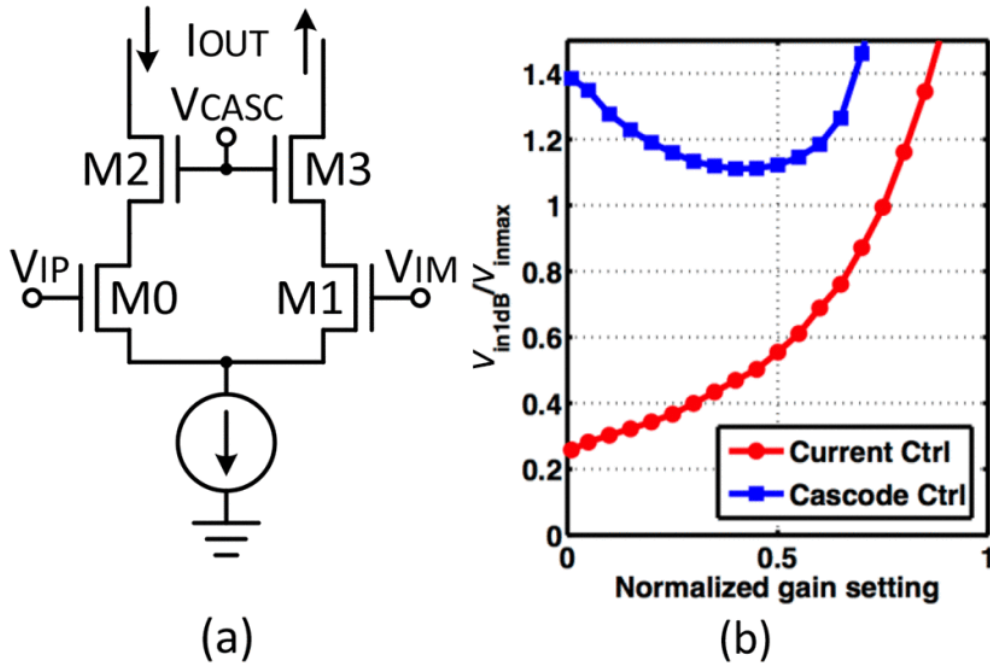 IOUT
VCASC
M2
M3
VIP
VIM
M0
M1
(a)
Vin1dB/Vinmax
1.4
1.2
1
0.8
0.6
0.4
0.2
0
Current Ctrl
Cascode Ctrl
0
0.5
1
Normalized gain setting
(b)